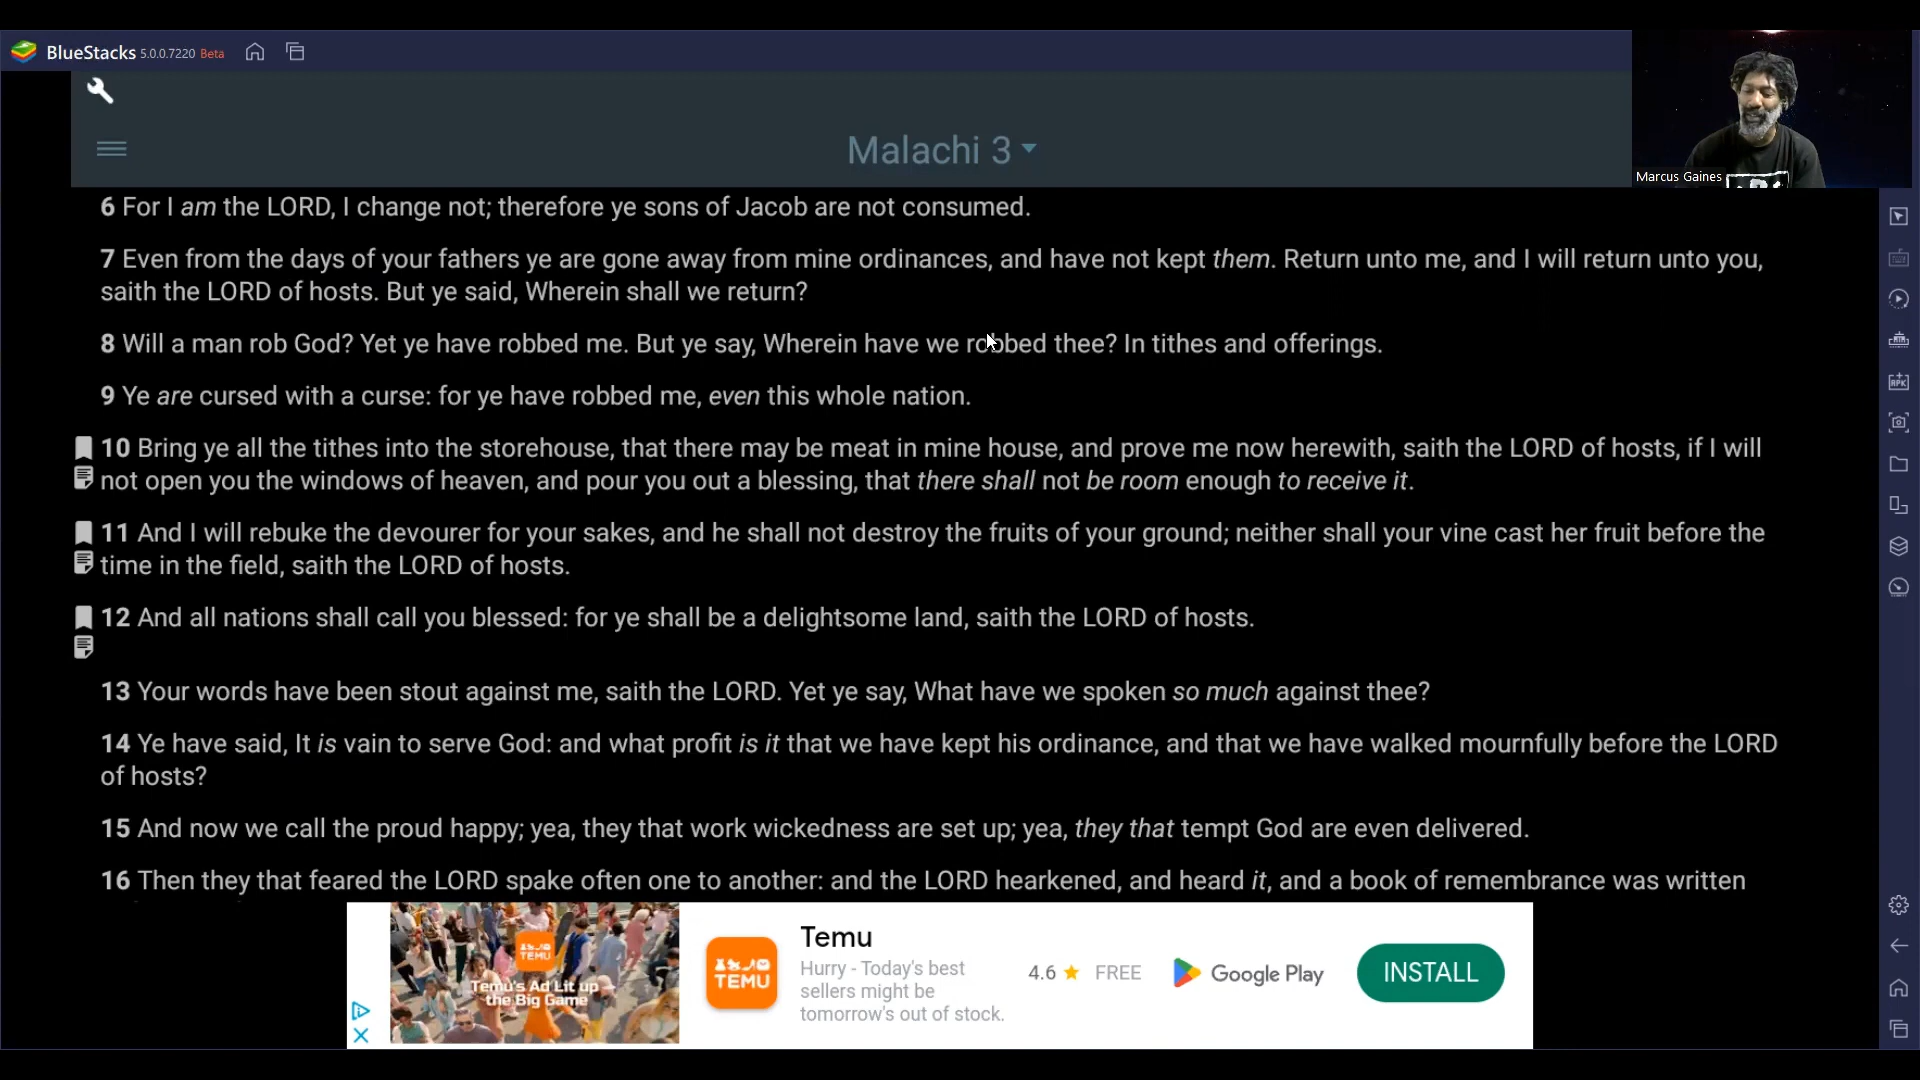 BlueStacks 5.0.0.7220 Beta
Malachi 3
Marcus Gaines
6 For I am the LORD, I change not; therefore ye sons of Jacob are not consumed.
7 Even from the days of your fathers ye are gone away from mine ordinances, and have not kept them. Return unto me, and I will return unto you,
saith the LORD of hosts. But ye said, Wherein shall we return?
8 Will a man rob God? Yet ye have robbed me. But ye say, Wherein have we robbed thee? In tithes and offerings.
9 Ye are cursed with a curse: for ye have robbed me, even this whole nation.
10 Bring ye all the tithes into the storehouse, that there may be meat in mine house, and prove me now herewith, saith the LORD of hosts, if I will
not open you the windows of heaven, and pour you out a blessing, that there shall not be room enough to receive it.
11 And I will rebuke the devourer for your sakes, and he shall not destroy the fruits of your ground; neither shall your vine cast her fruit before the
time in the field, saith the LORD of hosts.
12 And all nations shall call you blessed: for ye shall be a delightsome land, saith the LORD of hosts.
13 Your words have been stout against me, saith the LORD. Yet ye say, What have we spoken so much against thee?
14 Ye have said, It is vain to serve God: and what profit is it that we have kept his ordinance, and that we have walked mournfully before the LORD
of hosts?
15 And now we call the proud happy; yea, they that work wickedness are set up; yea, they that tempt God are even delivered.
16 Then they that feared the LORD spake often one to another: and the LORD hearkened, and heard it, and a book of remembrance was written
TEMU
Temu's Ad Lit up
the Big Game
TEMU
Temu
Hurry - Today's best
sellers might be
tomorrow's out of stock.
4.6 ★ FREE
Google Play
INSTALL